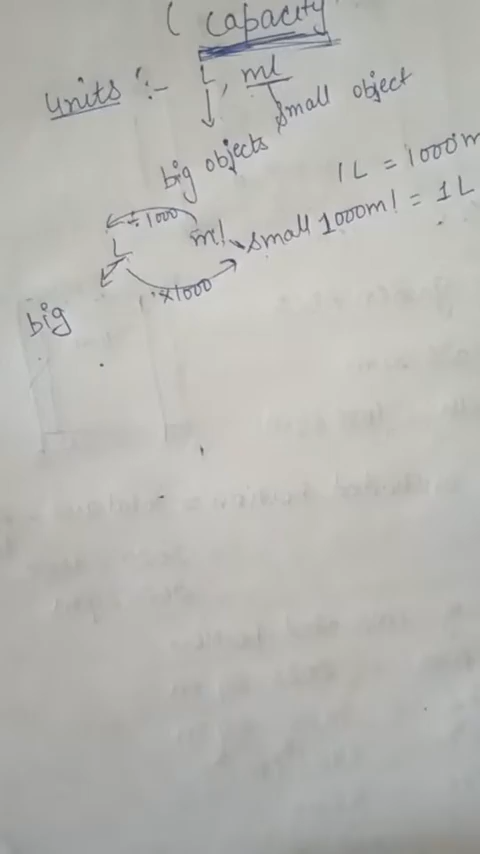 ( Capacity
Units :- L, ml
small object
big objects
1L = 1000m
÷1000
L ml small 1000ml = 1L
×1000
big